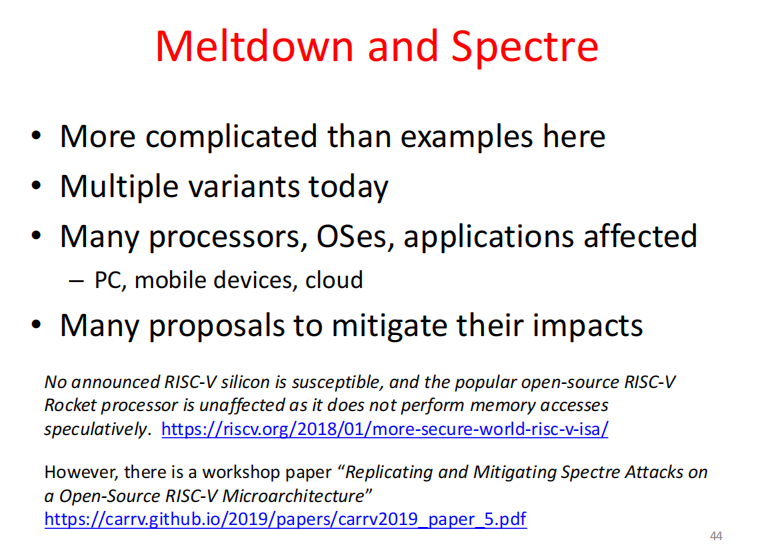 Meltdown and Spectre
• More complicated than examples here
• Multiple variants today
• Many processors, OSes, applications affected
– PC, mobile devices, cloud
• Many proposals to mitigate their impacts
No announced RISC-V silicon is susceptible, and the popular open-source RISC-V
Rocket processor is unaffected as it does not perform memory accesses
speculatively. https://riscv.org/2018/01/more-secure-world-risc-v-isa/
However, there is a workshop paper “Replicating and Mitigating Spectre Attacks on
a Open-Source RISC-V Microarchitecture”
https://carrv.github.io/2019/papers/carrv2019_paper_5.pdf
44